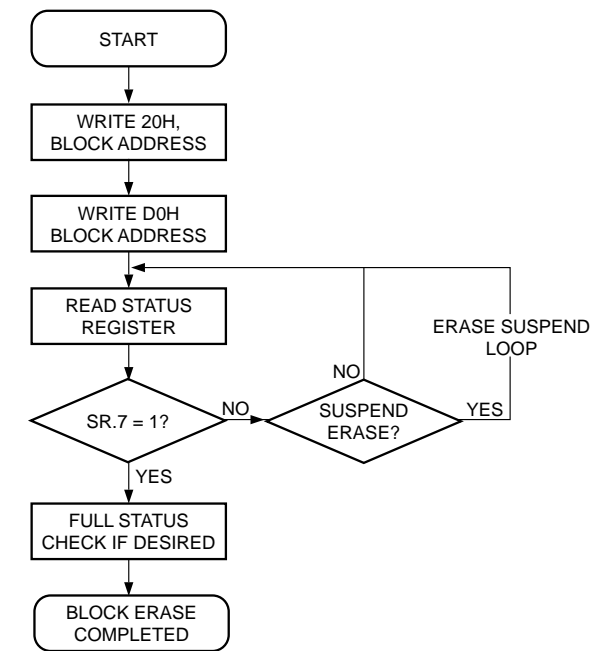 START
WRITE 20H,
BLOCK ADDRESS
WRITE D0H
BLOCK ADDRESS
READ STATUS
REGISTER
ERASE SUSPEND
LOOP
NO
SR.7 = 1?
NO
SUSPEND
ERASE?
YES
YES
FULL STATUS
CHECK IF DESIRED
BLOCK ERASE
COMPLETED